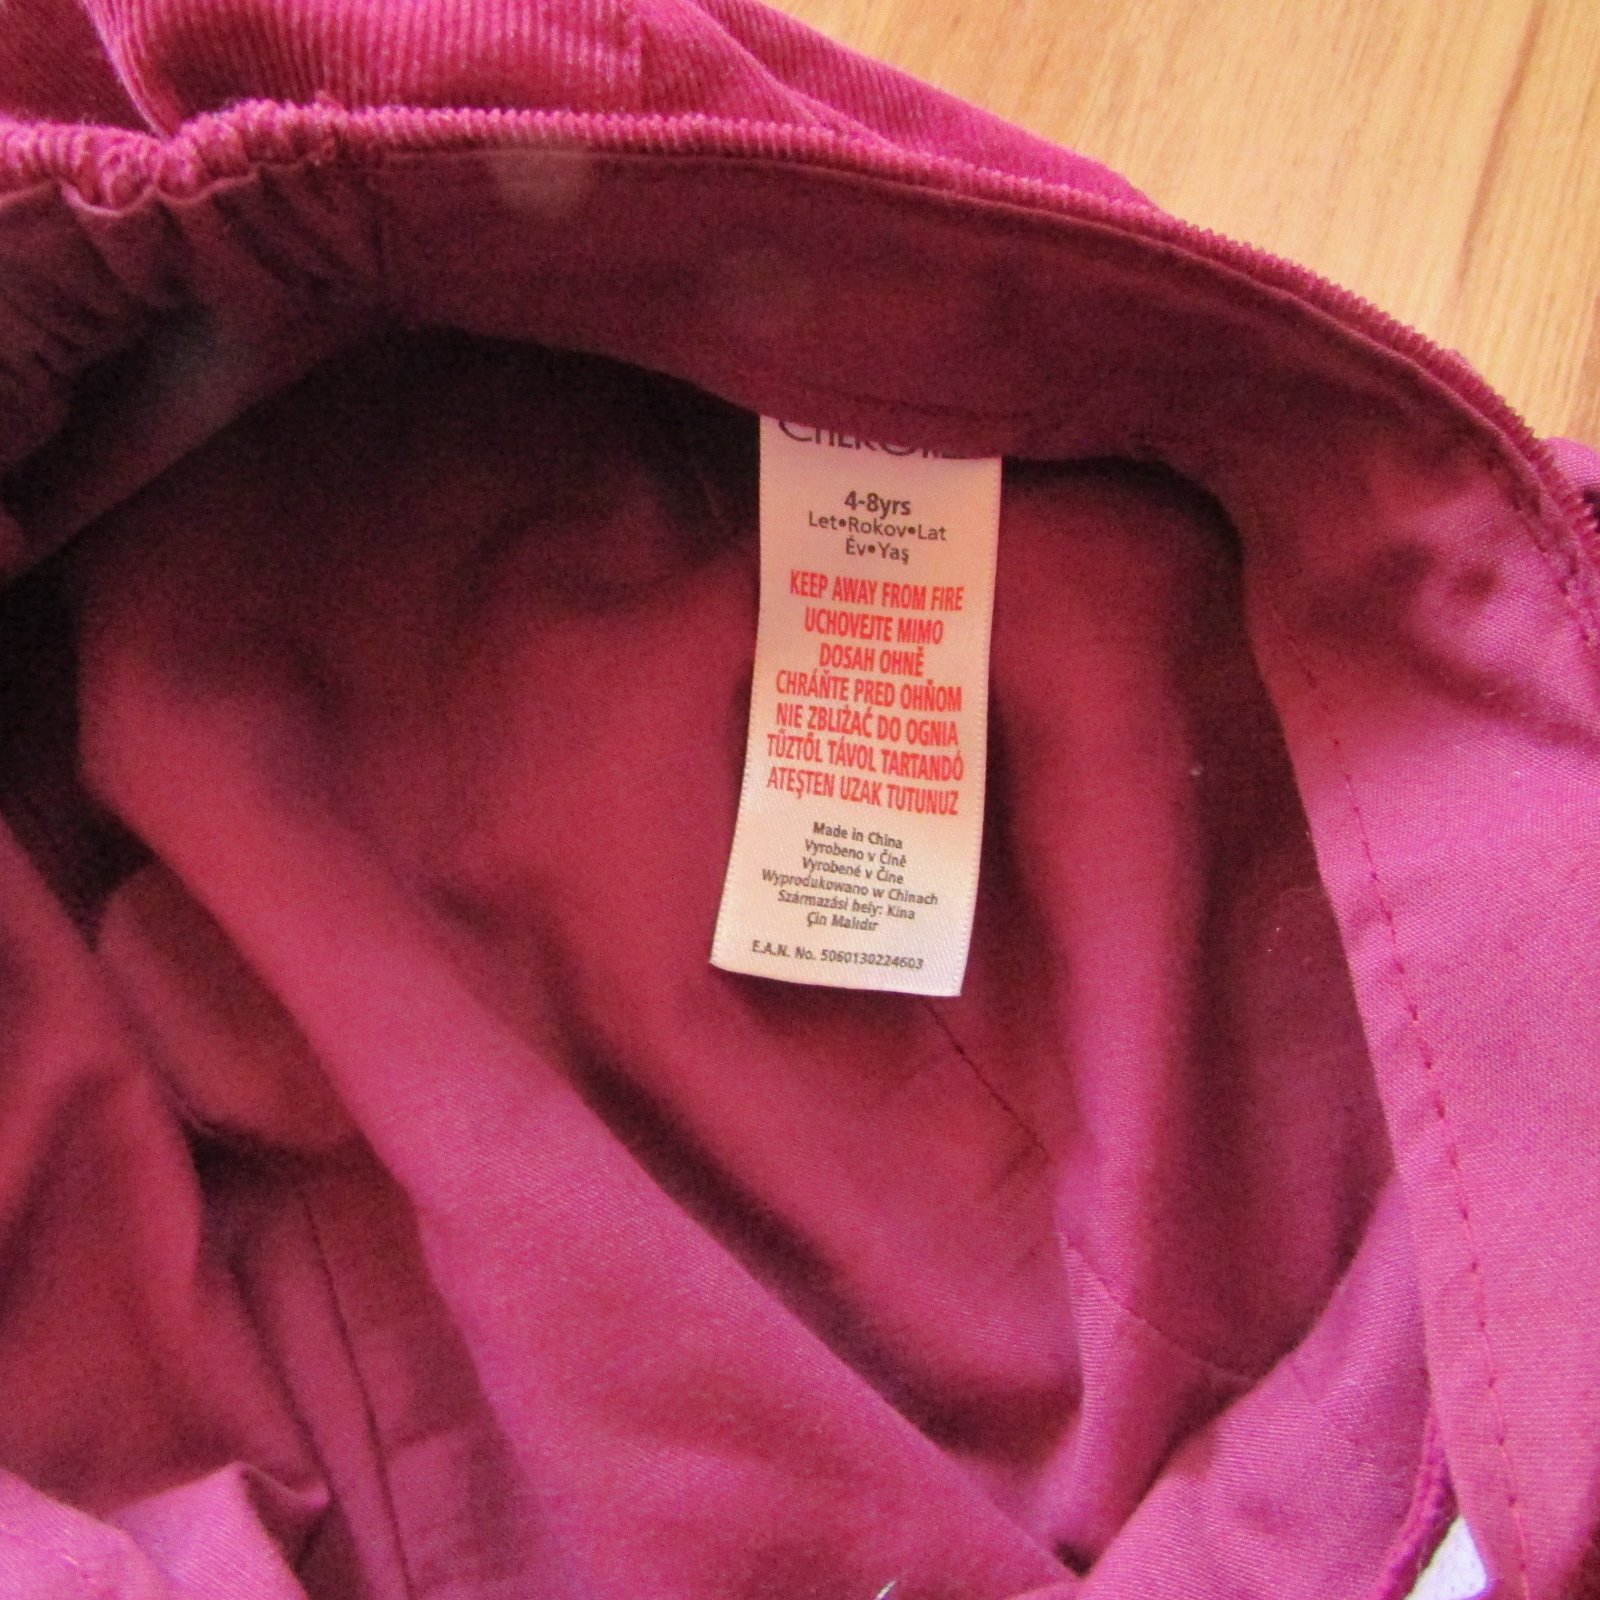 CHEROKEE
4-8yrs
Let•Rokov•Lat
Év•Yaş
KEEP AWAY FROM FIRE
UCHOVEJTE MIMO
DOSAH OHNĚ
CHRÁŇTE PRED OHŇOM
NIE ZBLIŻAĆ DO OGNIA
TŰZTŐL TÁVOL TARTANDÓ
ATEŞTEN UZAK TUTUNUZ
Made in China
Vyrobeno v Číně
Vyrobené v Číne
Wyprodukowano w Chinach
Származási hely: Kína
Çin Malıdır
E.A.N. No. 5060130224603